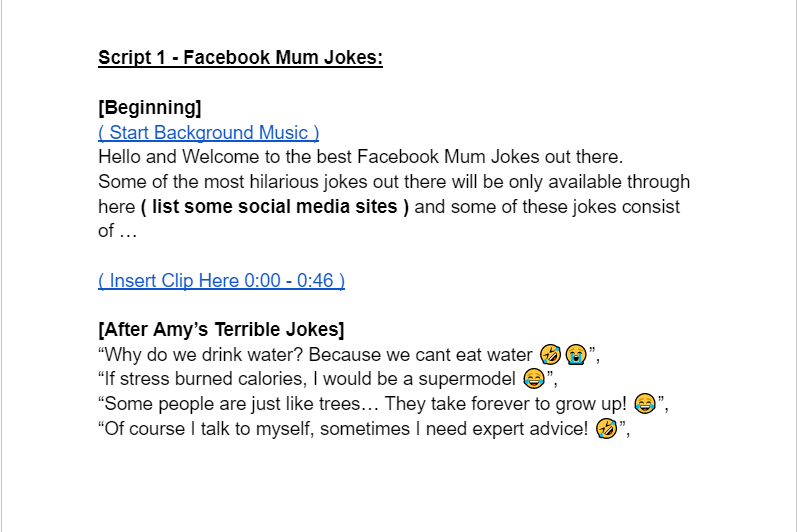 Script 1 - Facebook Mum Jokes:
[Beginning]
( Start Background Music )
Hello and Welcome to the best Facebook Mum Jokes out there.
Some of the most hilarious jokes out there will be only available through
here ( list some social media sites ) and some of these jokes consist
of …
( Insert Clip Here 0:00 - 0:46 )
[After Amy’s Terrible Jokes]
“Why do we drink water? Because we cant eat water 🤣😭”,
“If stress burned calories, I would be a supermodel 😂”,
“Some people are just like trees… They take forever to grow up! 😂”,
“Of course I talk to myself, sometimes I need expert advice! 🤣”,